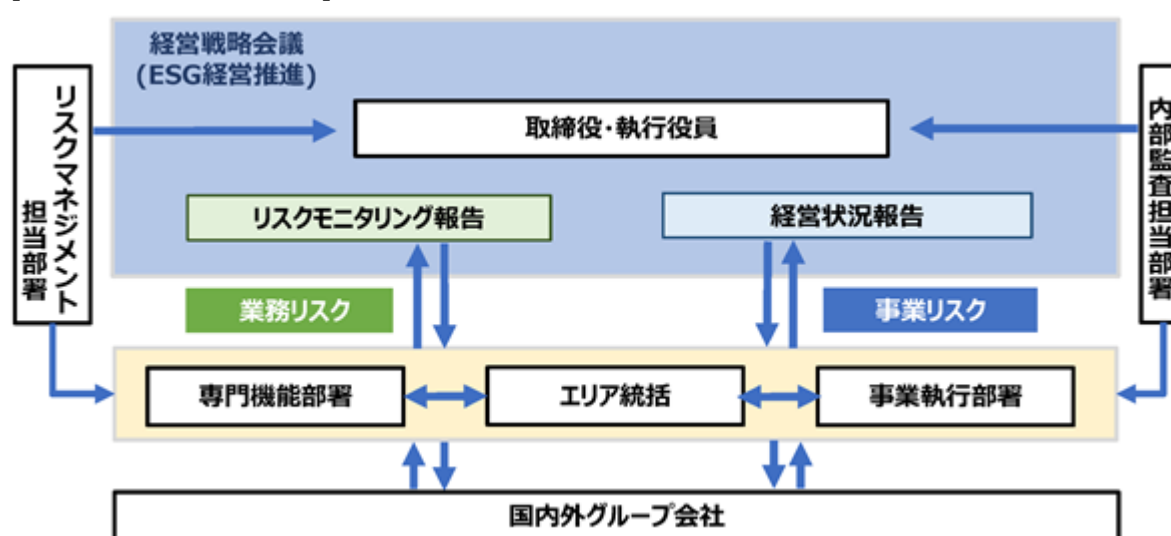 経営戦略会議
(ESG経営推進)
リスクマネジメント
担当部署
取締役・執行役員
内部監査担当部署
リスクモニタリング報告
経営状況報告
業務リスク
事業リスク
専門機能部署
エリア統括
事業執行部署
国内外グループ会社